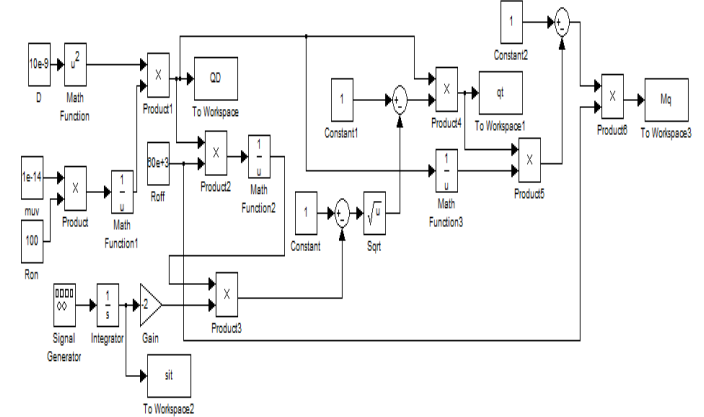 10e-9
D
u2
Math
Function
×
Product1
QD
To Workspace
1
Constant1
1
Constant2
×
Product4
qt
To Workspace1
×
Product6
Mq
To Workspace3
1e-14
muv
×
Product
1
u
Math
Function1
100
Ron
60e+3
Roff
×
Product2
1
u
Math
Function2
1
Constant
√u
Sqrt
1
u
Math
Function3
×
Product5
Signal
Generator
1
s
Integrator
-2
Gain
×
Product3
sit
To Workspace2